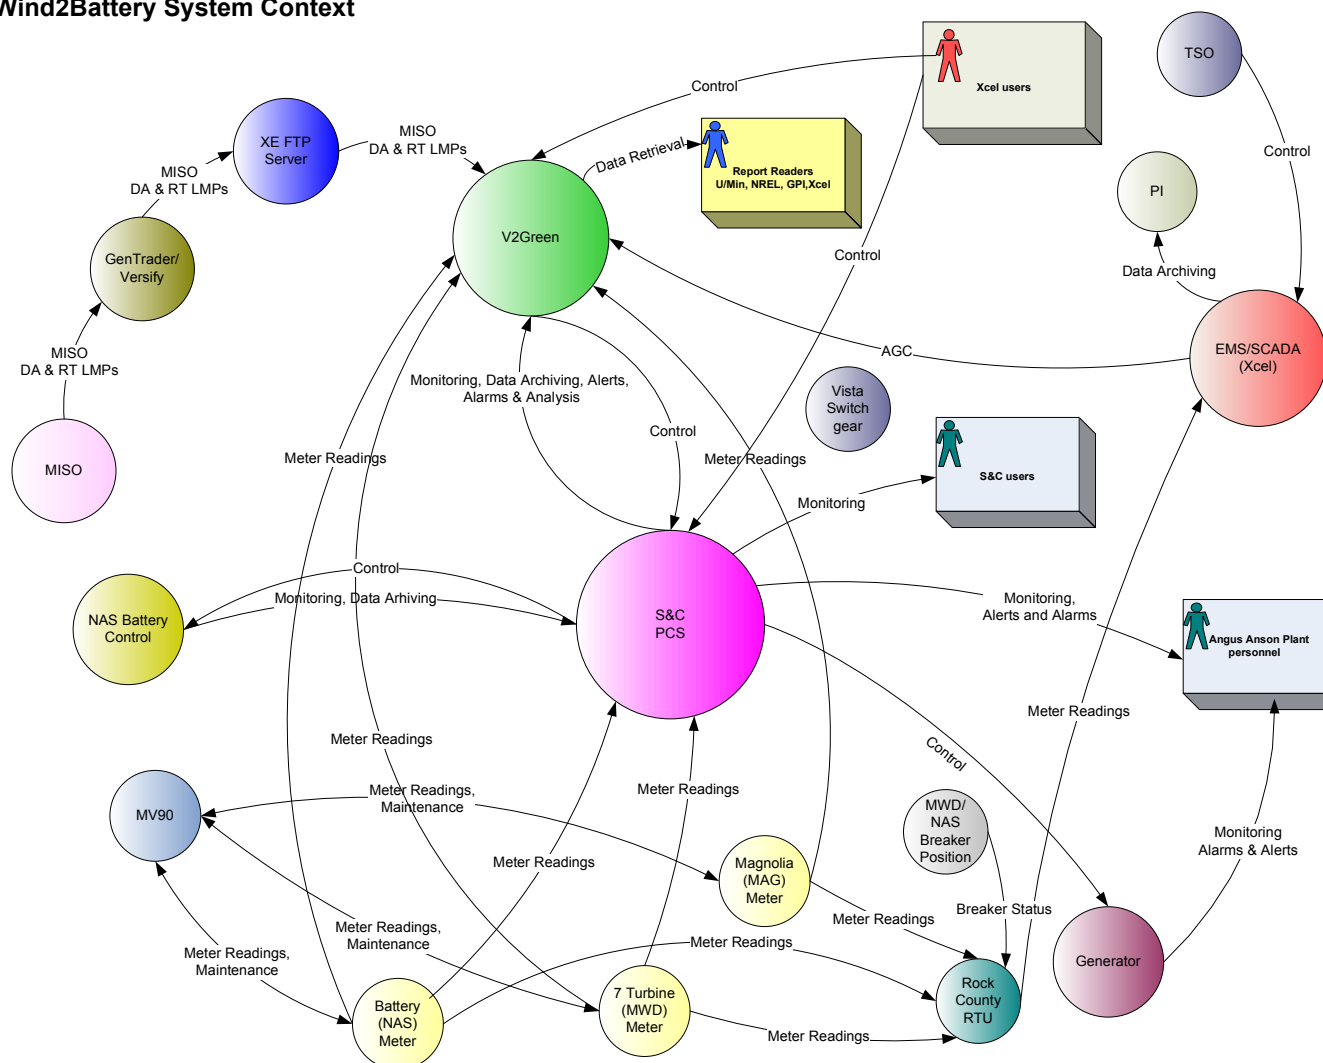 Wind2Battery System Context
TSO
Xcel users
Control
XE FTP
Server
MISO
DA & RT LMPs
Control
Data Retrieval
Report Readers
U/Min, NREL, GPI,Xcel
MISO
DA & RT LMPs
PI
V2Green
GenTrader/
Versify
Control
Data Archiving
EMS/SCADA
(Xcel)
AGC
MISO
DA & RT LMPs
Monitoring, Data Archiving, Alerts,
Alarms & Analysis
Vista
Switch
gear
Control
Meter Readings
Meter Readings
MISO
S&C users
Monitoring
Control
Monitoring, Data Arhiving
NAS Battery
Control
S&C
PCS
Monitoring,
Alerts and Alarms
Angus Anson Plant
personnel
Meter Readings
Meter Readings
Control
Meter Readings,
Maintenance
Meter Readings
MV90
MWD/
NAS
Breaker
Position
Monitoring
Alarms & Alerts
Meter Readings
Magnolia
(MAG)
Meter
Meter Readings
Breaker Status
Meter Readings,
Maintenance
Meter Readings
Meter Readings,
Maintenance
Generator
Battery
(NAS)
Meter
7 Turbine
(MWD)
Meter
Rock
County
RTU
Meter Readings